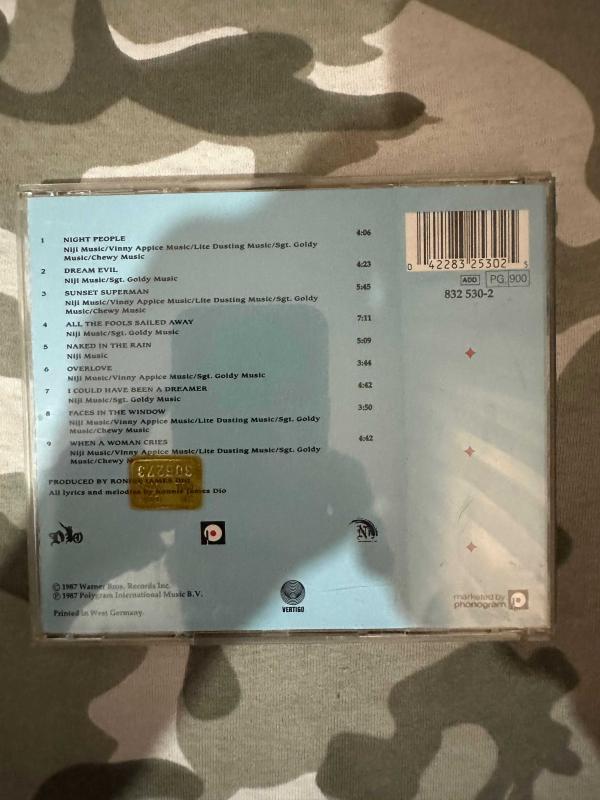 1 NIGHT PEOPLE 4:06
Niji Music/Vinny Appice Music/Lite Dusting Music/Sgt. Goldy
Music/Chewy Music
2 DREAM EVIL 4:23
Niji Music/Sgt. Goldy Music
3 SUNSET SUPERMAN 5:45
Niji Music/Vinny Appice Music/Lite Dusting Music/Sgt. Goldy
Music/Chewy Music
4 ALL THE FOOLS SAILED AWAY 7:11
Niji Music/Sgt. Goldy Music
5 NAKED IN THE RAIN 5:09
Niji Music
6 OVERLOVE 3:44
Niji Music/Vinny Appice Music/Sgt. Goldy Music
7 I COULD HAVE BEEN A DREAMER 4:42
Niji Music/Sgt. Goldy Music
8 FACES IN THE WINDOW 3:50
Niji Music/Vinny Appice Music/Lite Dusting Music/Sgt. Goldy
Music/Chewy Music
9 WHEN A WOMAN CRIES 4:42
Niji Music/Vinny Appice Music/Lite Dusting Music/Sgt. Goldy
Music/Chewy
PRODUCED BY RONNIE JAMES DIO
All lyrics and melodies by Ronnie James Dio
DIO
© 1987 Warner Bros. Records Inc.
℗ 1987 Polygram International Music B.V.
Printed in West Germany.
VERTIGO
0 42283 25302 5
ADD PG 900
832 530-2
marketed by
phonogram